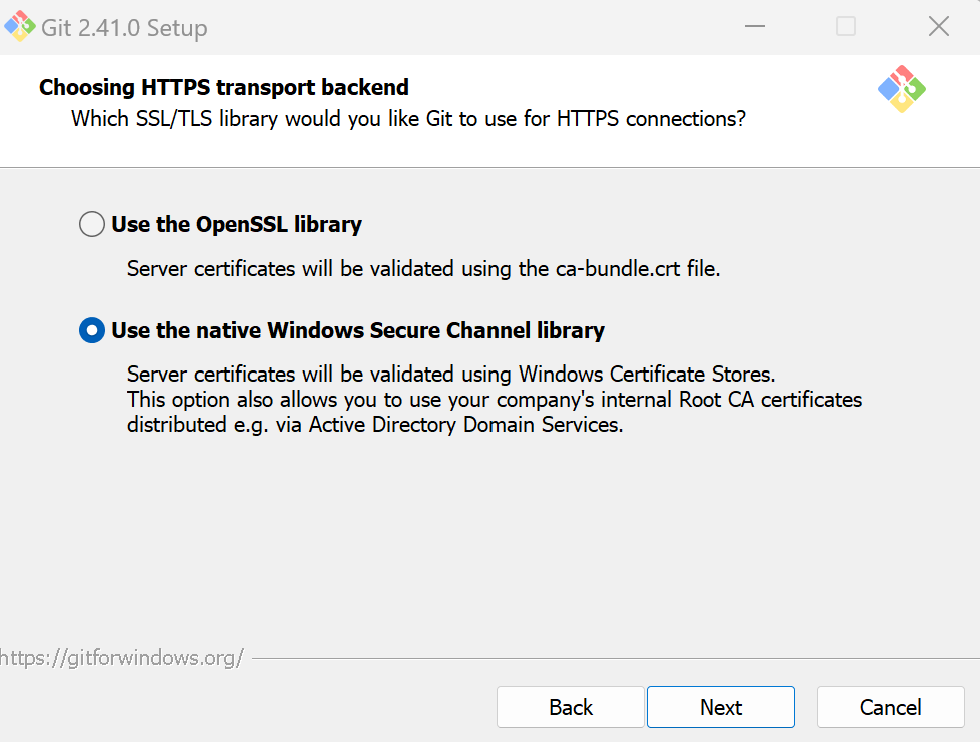 Git 2.41.0 Setup
Choosing HTTPS transport backend
Which SSL/TLS library would you like Git to use for HTTPS connections?
Use the OpenSSL library
Server certificates will be validated using the ca-bundle.crt file.
Use the native Windows Secure Channel library
Server certificates will be validated using Windows Certificate Stores.
This option also allows you to use your company's internal Root CA certificates
distributed e.g. via Active Directory Domain Services.
https://gitforwindows.org/
Back
Next
Cancel